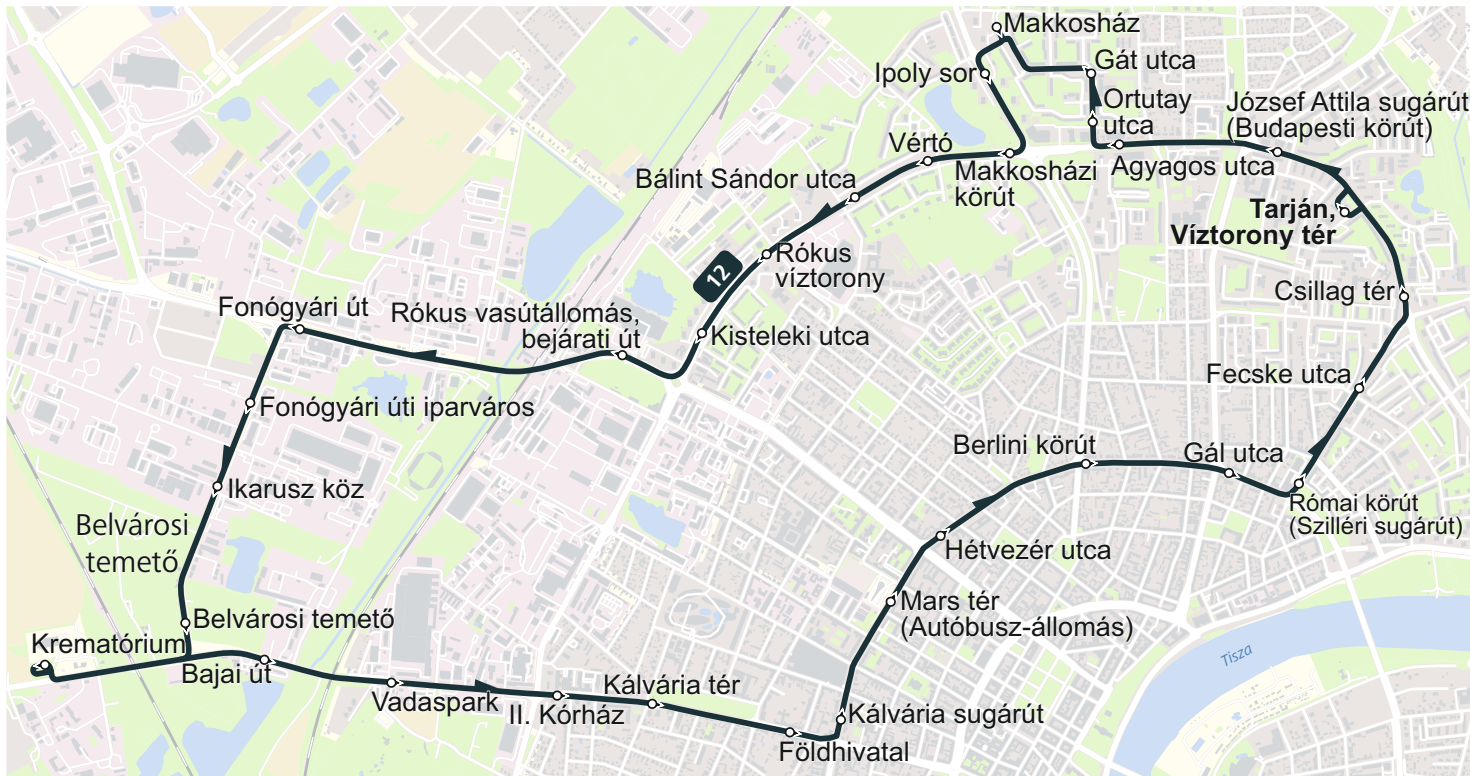 Makkosház
Ipoly sor
Gát utca
Ortutay
utca
József Attila sugárút
(Budapesti körút)
Vértó
Makkosházi
körút
Agyagos utca
Bálint Sándor utca
Tarján,
Víztorony tér
12
Rókus
víztorony
Csillag tér
Fonógyári út
Rókus vasútállomás,
bejárati út
Kisteleki utca
Fecske utca
Fonógyári úti iparváros
Berlini körút
Gál utca
Ikarusz köz
Római körút
(Szilléri sugárút)
Belvárosi
temető
Hétvezér utca
Belvárosi temető
Mars tér
(Autóbusz-állomás)
Krematórium
Tisza
Bajai út
Vadaspark
II. Kórház
Kálvária tér
Kálvária sugárút
Földhivatal